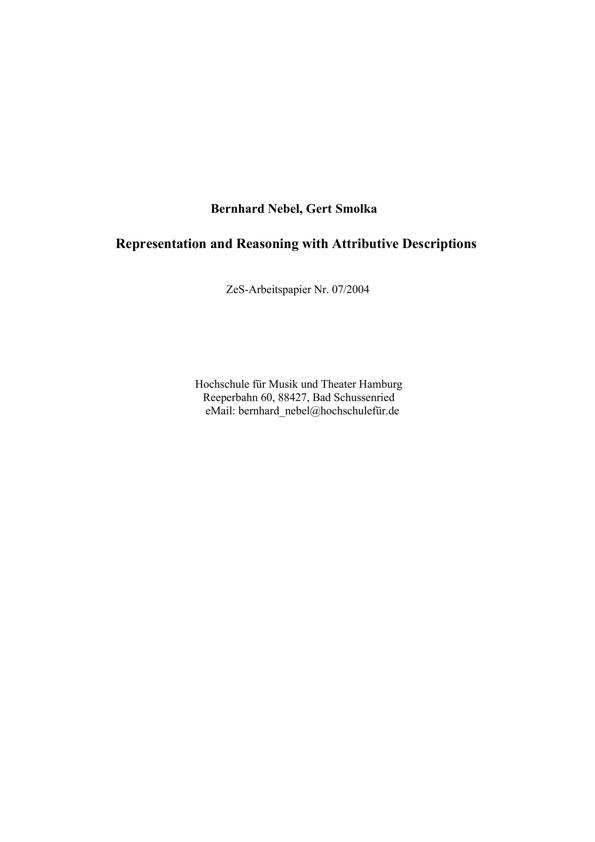 Bernhard Nebel, Gert Smolka
Representation and Reasoning with Attributive Descriptions
ZeS-Arbeitspapier Nr. 07/2004
Hochschule für Musik und Theater Hamburg
Reeperbahn 60, 88427, Bad Schussenried
eMail: bernhard_nebel@hochschulefür.de